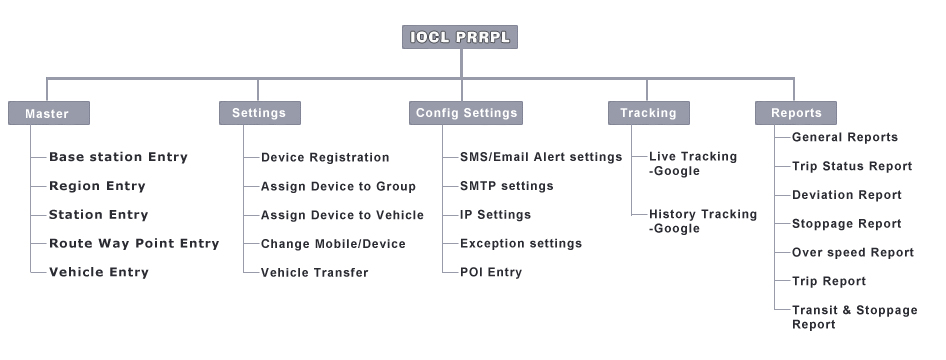 IOCL PRRPL
Master
Base station Entry
Region Entry
Station Entry
Route Way Point Entry
Vehicle Entry
Settings
Device Registration
Assign Device to Group
Assign Device to Vehicle
Change Mobile/Device
Vehicle Transfer
Config Settings
SMS/Email Alert settings
SMTP settings
IP Settings
Exception settings
POI Entry
Tracking
Live Tracking
-Google
History Tracking
-Google
Reports
General Reports
Trip Status Report
Deviation Report
Stoppage Report
Over speed Report
Trip Report
Transit & Stoppage
Report